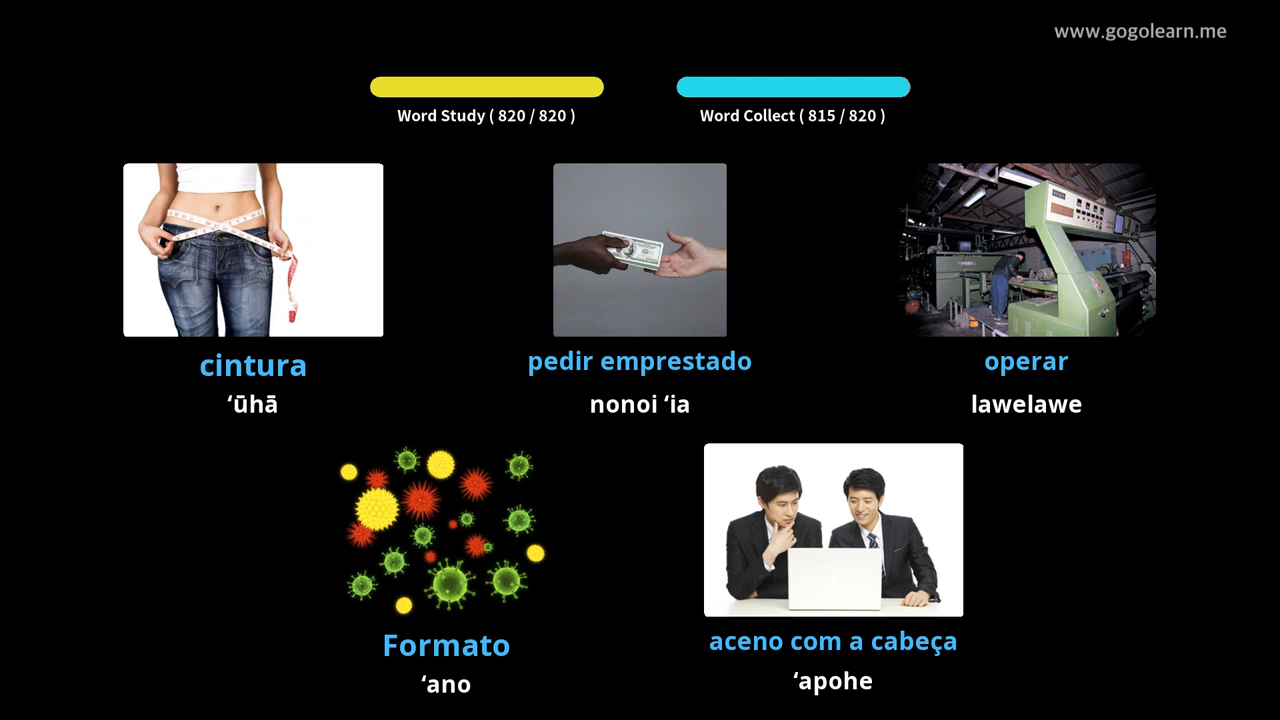 www.gogolearn.me
Word Study ( 820 / 820 )
Word Collect ( 815 / 820 )
cintura
pedir emprestado
operar
ʻūhā
nonoi ʻia
lawelawe
Formato
aceno com a cabeça
ʻano
ʻapohe